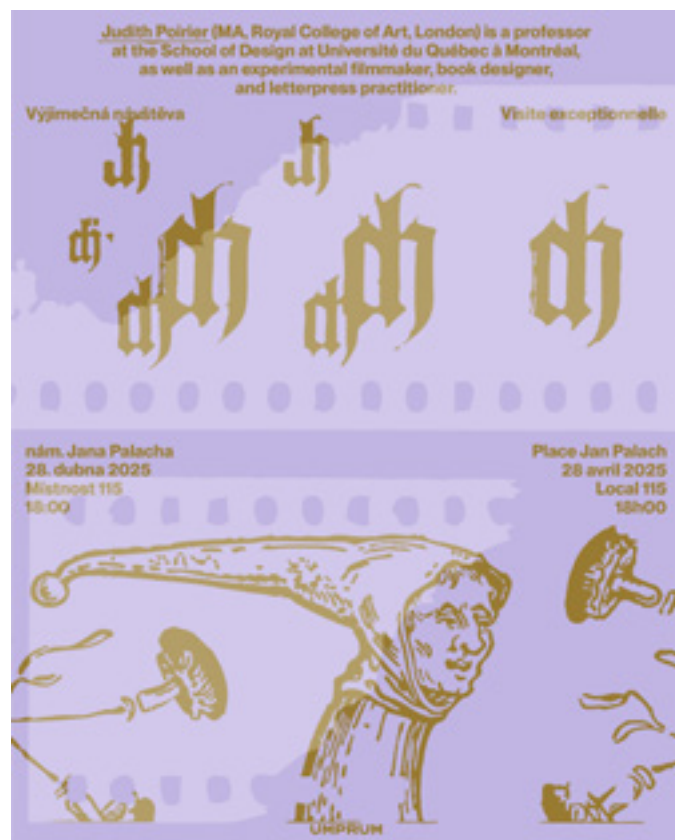 Judith Poirier (MA, Royal College of Art, London) is a professor
at the School of Design at Université du Québec à Montréal,
as well as an experimental filmmaker, book designer,
and letterpress practitioner.
Výjimečná návštěva
Visite exceptionnelle
nám. Jana Palacha
28. dubna 2025
Místnost 115
18:00
Place Jan Palach
28 avril 2025
Local 115
18h00
UMPRUM